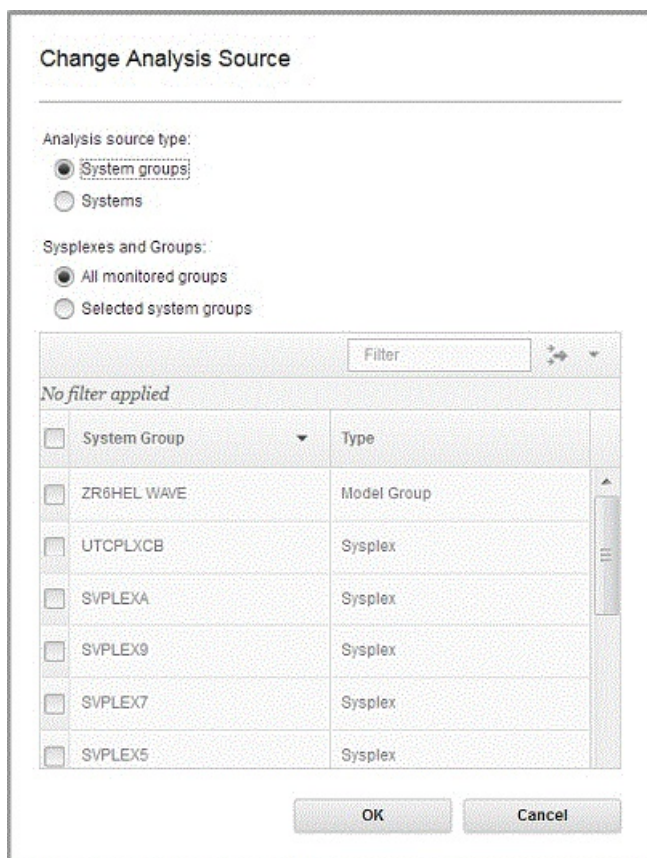 Change Analysis Source
Analysis source type:
System groups
Systems
Sysplexes and Groups:
All monitored groups
Selected system groups
Filter
No filter applied
System Group Type
ZR6HEL WAVE Model Group
UTCPLXCB Sysplex
SVPLEXA Sysplex
SVPLEX9 Sysplex
SVPLEX7 Sysplex
SVPLEX5 Sysplex
OK Cancel